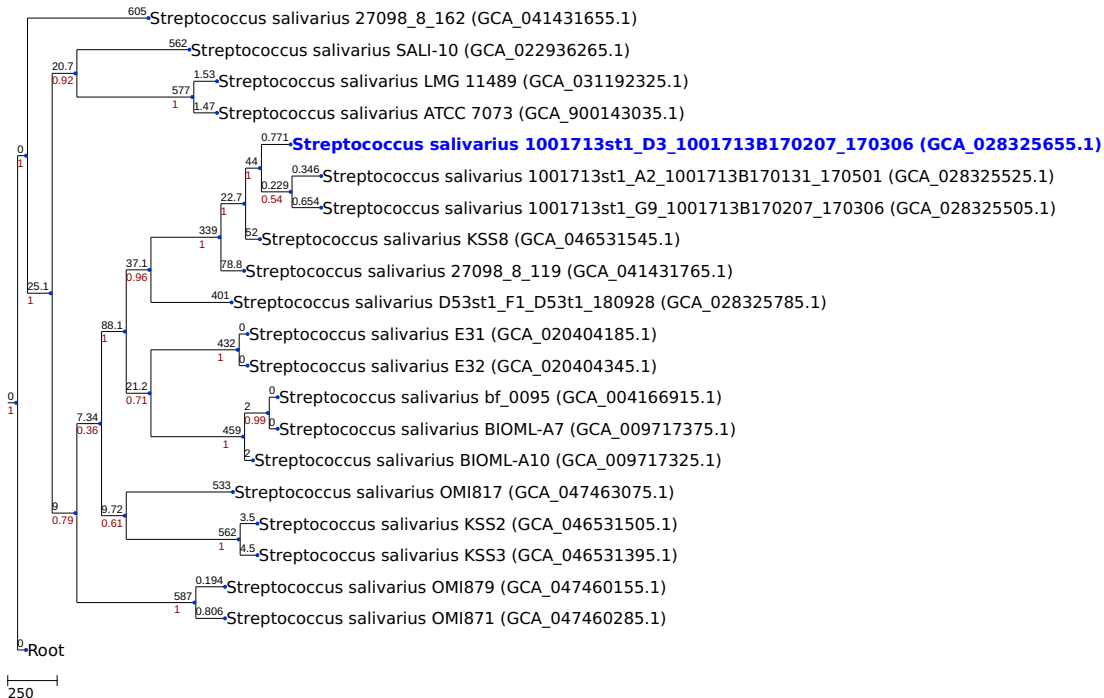 605 Streptococcus salivarius 27098_8_162 (GCA_041431655.1)
562 Streptococcus salivarius SALI-10 (GCA_022936265.1)
20.7
0.92
1.53 Streptococcus salivarius LMG 11489 (GCA_031192325.1)
577
1
1.47 Streptococcus salivarius ATCC 7073 (GCA_900143035.1)
0.771 Streptococcus salivarius 1001713st1_D3_1001713B170207_170306 (GCA_028325655.1)
0
1
44
1
0.346 Streptococcus salivarius 1001713st1_A2_1001713B170131_170501 (GCA_028325525.1)
0.229
0.54
0.654 Streptococcus salivarius 1001713st1_G9_1001713B170207_170306 (GCA_028325505.1)
22.7
1
52 Streptococcus salivarius KSS8 (GCA_046531545.1)
339
1
78.8 Streptococcus salivarius 27098_8_119 (GCA_041431765.1)
37.1
0.96
25.1
1
401 Streptococcus salivarius D53st1_F1_D53t1_180928 (GCA_028325785.1)
88.1
1
0 Streptococcus salivarius E31 (GCA_020404185.1)
432
1
0 Streptococcus salivarius E32 (GCA_020404345.1)
21.2
0.71
0 Streptococcus salivarius bf_0095 (GCA_004166915.1)
0
1
2
0.99
0 Streptococcus salivarius BIOML-A7 (GCA_009717375.1)
7.34
0.36
459
1
2 Streptococcus salivarius BIOML-A10 (GCA_009717325.1)
533 Streptococcus salivarius OMI817 (GCA_047463075.1)
9
0.79
9.72
0.61
3.5 Streptococcus salivarius KSS2 (GCA_046531505.1)
562
1
4.5 Streptococcus salivarius KSS3 (GCA_046531395.1)
0.194 Streptococcus salivarius OMI879 (GCA_047460155.1)
587
1
0.806 Streptococcus salivarius OMI871 (GCA_047460285.1)
0 Root
250